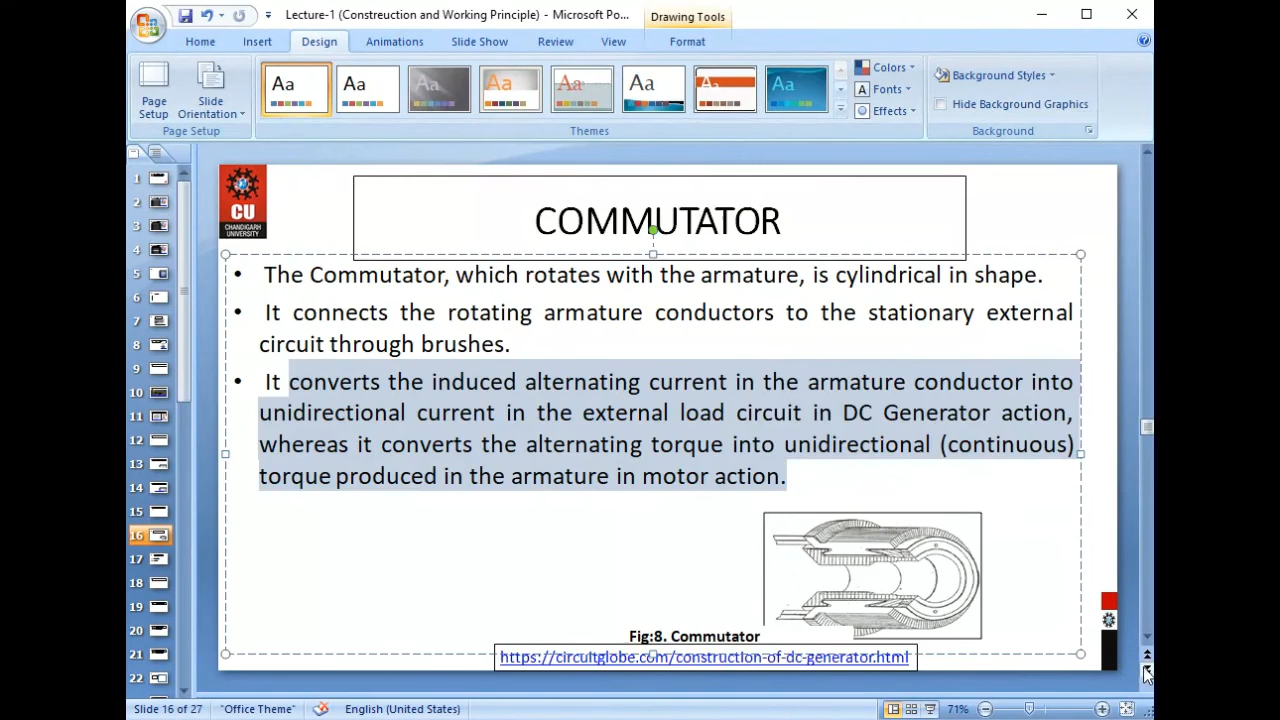 Lecture-1 (Constreuction and Working Principle) - Microsoft Po...
Drawing Tools
Home
Insert
Design
Animations
Slide Show
Review
View
Format
Page
Setup
Slide
Orientation
Page Setup
Aa
Aa
Aa
Aa
Aa
Aa
Aa
Aa
Themes
Colors
Fonts
Effects
Background Styles
Hide Background Graphics
Background
1
2
3
4
5
6
7
8
9
10
11
12
13
14
15
16
17
18
19
20
21
22
CU
CHANDIGARH
UNIVERSITY
COMMUTATOR
• The Commutator, which rotates with the armature, is cylindrical in shape.
• It connects the rotating armature conductors to the stationary external
circuit through brushes.
• It converts the induced alternating current in the armature conductor into
unidirectional current in the external load circuit in DC Generator action,
whereas it converts the alternating torque into unidirectional (continuous)
torque produced in the armature in motor action.
Fig:8. Commutator
https://circuitglobe.com/construction-of-dc-generator.html
Slide 16 of 27
"Office Theme"
English (United States)
71%